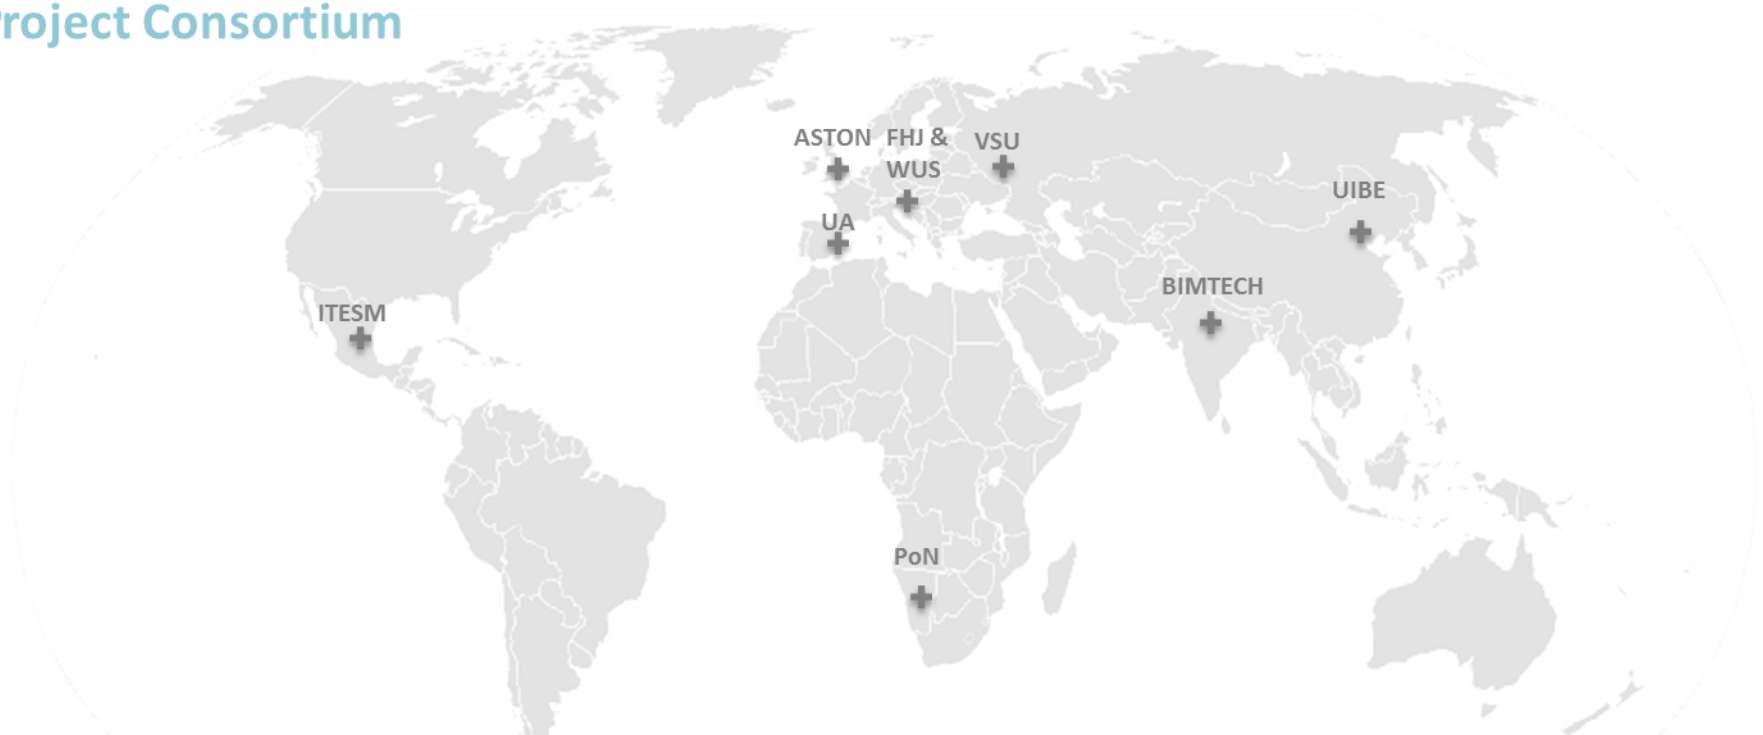 roject Consortium
ASTON
FHJ &
WUS
VSU
UIBE
UA
BIMTECH
ITESM
PoN